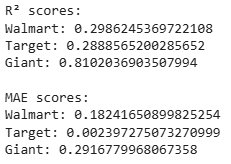 R² scores:
Walmart: 0.2986245369722108
Target: 0.2888565200285652
Giant: 0.8102036903507994

MAE scores:
Walmart: 0.18241650899825254
Target: 0.002397275073270999
Giant: 0.2916779968067358